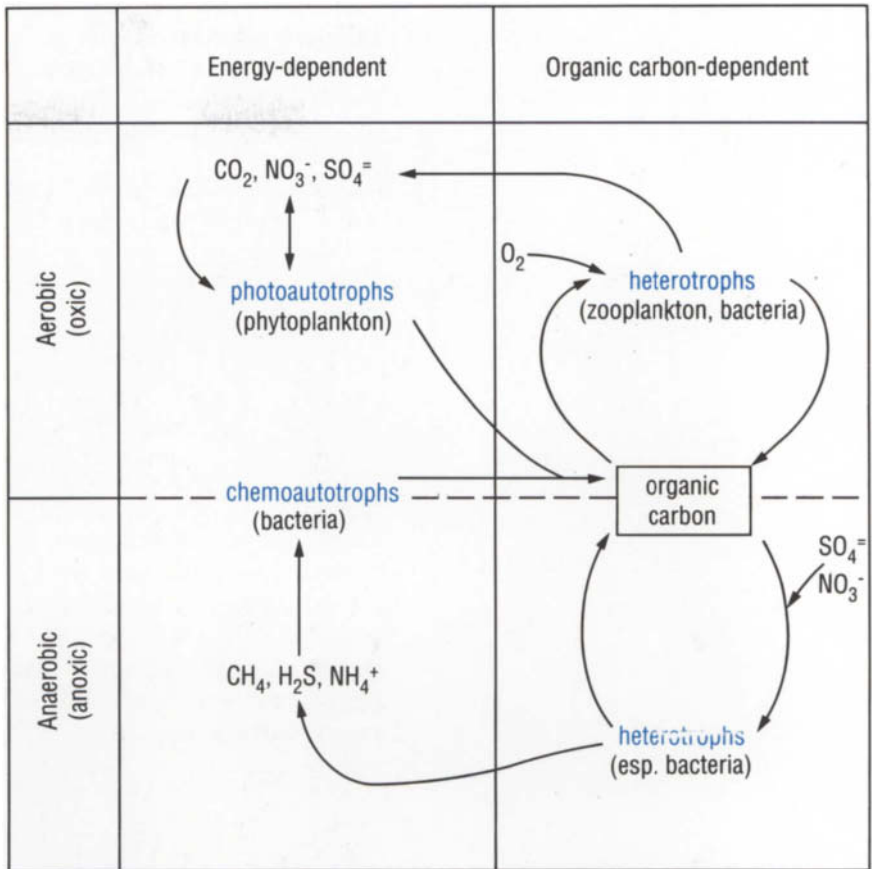 Energy-dependent
Organic carbon-dependent
Aerobic
(oxic)
CO₂, NO₃⁻, SO₄⁼
photoautotrophs
(phytoplankton)
O₂
heterotrophs
(zooplankton, bacteria)
chemoautotrophs
(bacteria)
organic
carbon
SO₄⁼
NO₃⁻
Anaerobic
(anoxic)
CH₄, H₂S, NH₄⁺
heterotrophs
(esp. bacteria)